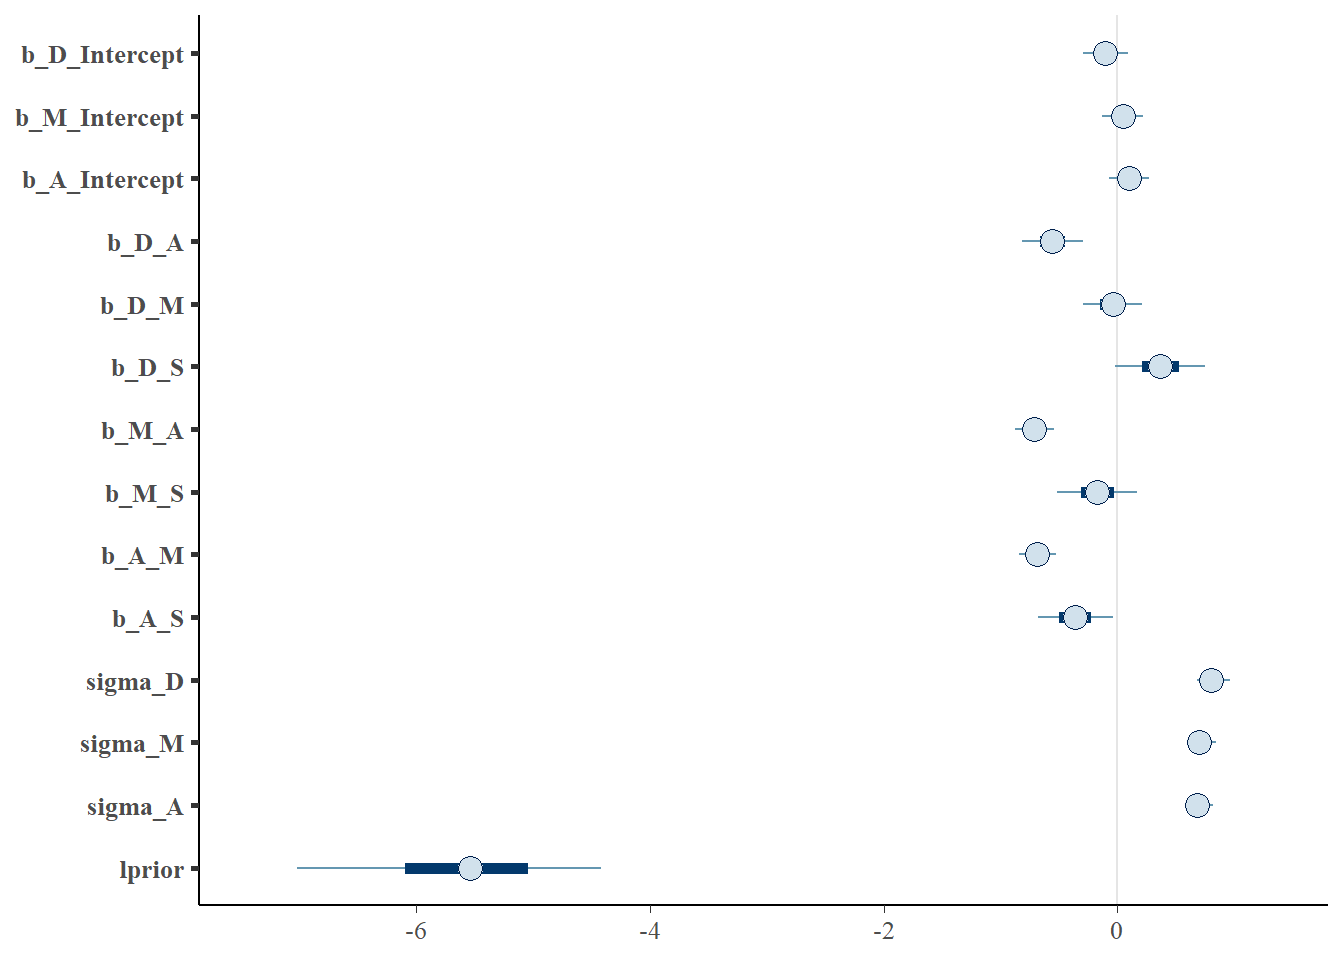 b_D_Intercept
b_M_Intercept
b_A_Intercept
b_D_A
b_D_M
b_D_S
b_M_A
b_M_S
b_A_M
b_A_S
sigma_D
sigma_M
sigma_A
lprior
-6 -4 -2 0